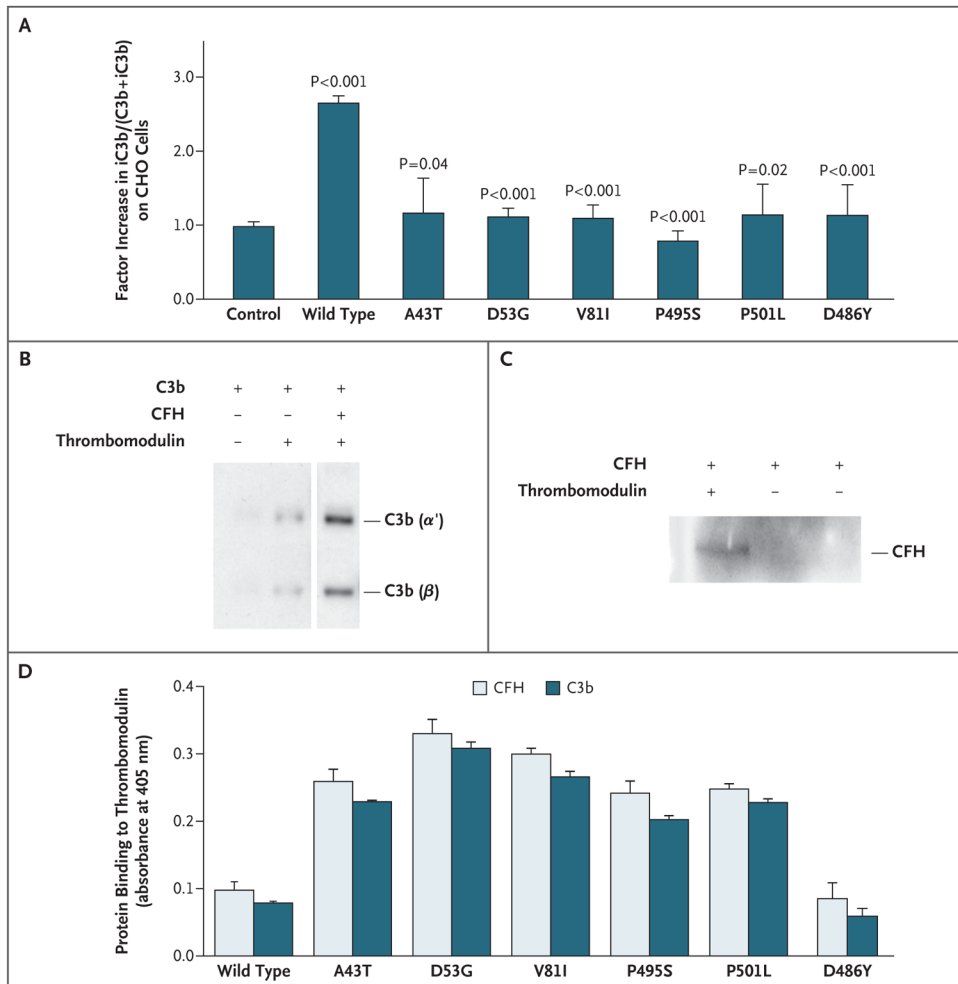 A
Factor Increase in iC3b/(C3b+iC3b)
on CHO Cells
3.0
2.0
1.0
0.0
P<0.001
P=0.04
P<0.001
P<0.001
P<0.001
P=0.02
P<0.001
Control Wild Type A43T D53G V81I P495S P501L D486Y
B
C3b + + +
CFH – – +
Thrombomodulin – + +
C3b (α')
C3b (β)
C
CFH + + +
Thrombomodulin + – –
CFH
D
Protein Binding to Thrombomodulin
(absorbance at 405 nm)
0.4
0.3
0.2
0.1
0.0
CFH C3b
Wild Type A43T D53G V81I P495S P501L D486Y